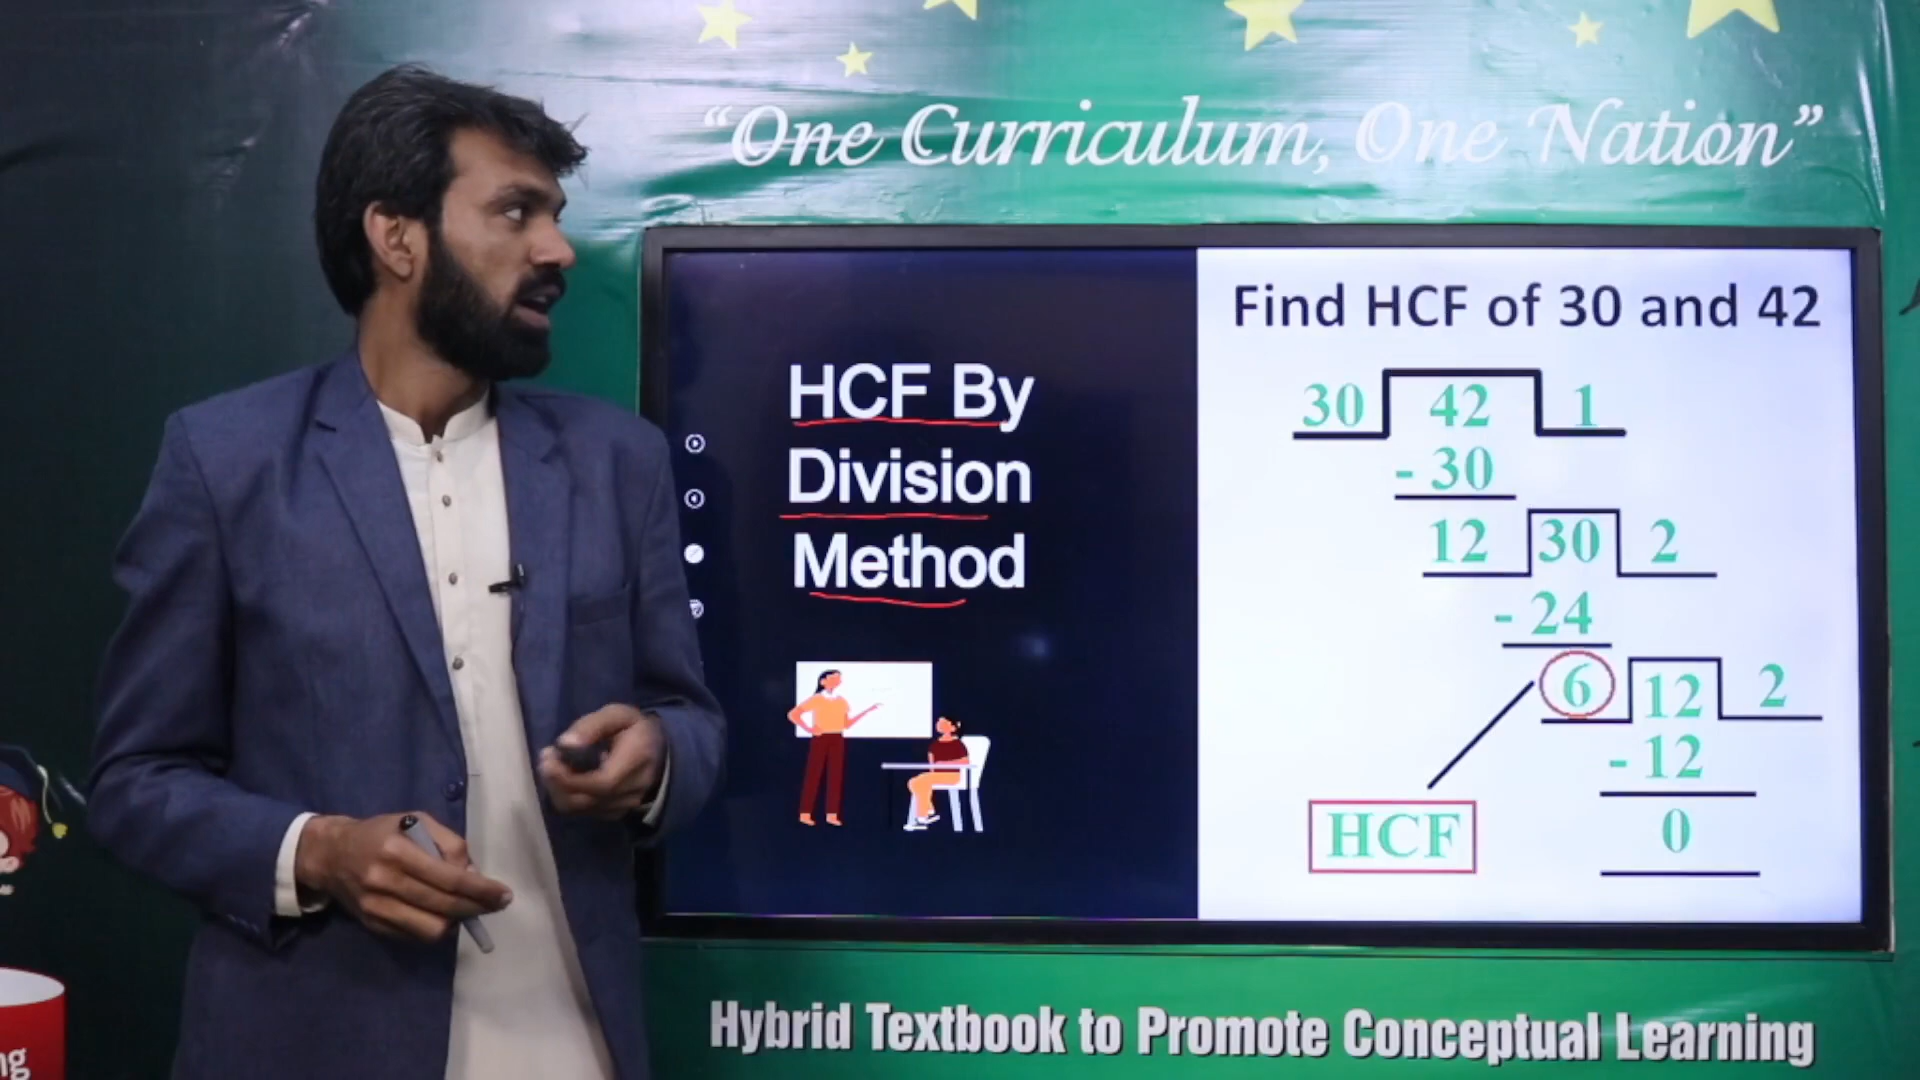 “One Curriculum, One Nation”
HCF By
Division
Method
Find HCF of 30 and 42
30 42 1
- 30
12 30 2
- 24
6 12 2
- 12
0
HCF
Hybrid Textbook to Promote Conceptual Learning